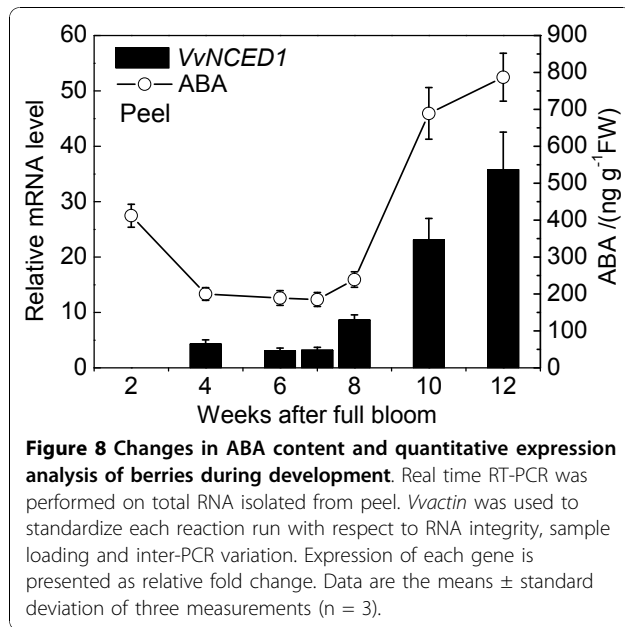 60
50
40
30
20
10
0
Relative mRNA level
VvNCED1
ABA
Peel
900
800
700
600
500
400
300
200
100
0
ABA /(ng g-1FW)
2 4 6 8 10 12
Weeks after full bloom
Figure 8 Changes in ABA content and quantitative expression
analysis of berries during development. Real time RT-PCR was
performed on total RNA isolated from peel. Vvactin was used to
standardize each reaction run with respect to RNA integrity, sample
loading and inter-PCR variation. Expression of each gene is
presented as relative fold change. Data are the means ± standard
deviation of three measurements (n = 3).